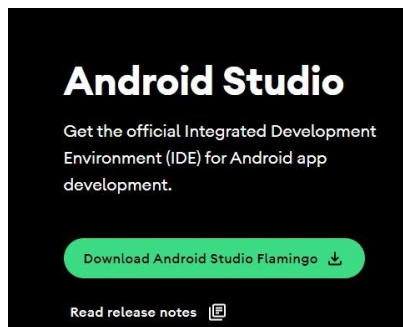 Android Studio
Get the official Integrated Development
Environment (IDE) for Android app
development.
Download Android Studio Flamingo
Read release notes